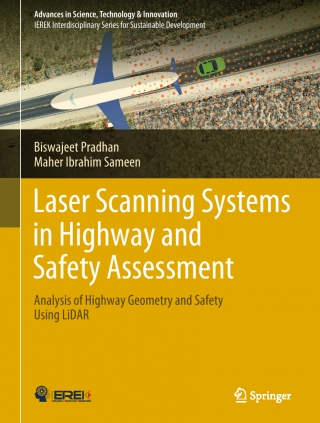 Advances in Science, Technology & Innovation
IEREK Interdisciplinary Series for Sustainable Development
Biswajeet Pradhan
Maher Ibrahim Sameen
Laser Scanning Systems
in Highway and
Safety Assessment
Analysis of Highway Geometry and Safety
Using LiDAR
IEREK
Springer